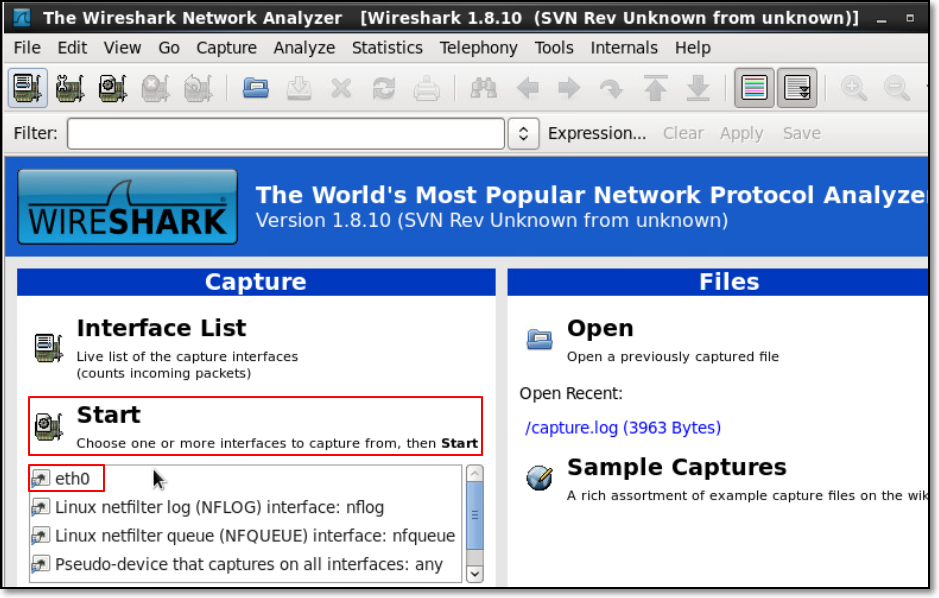 The Wireshark Network Analyzer [Wireshark 1.8.10 (SVN Rev Unknown from unknown)]
File Edit View Go Capture Analyze Statistics Telephony Tools Internals Help
Filter: Expression... Clear Apply Save
WIRESHARK
The World's Most Popular Network Protocol Analyze
Version 1.8.10 (SVN Rev Unknown from unknown)
Capture
Interface List
Live list of the capture interfaces
(counts incoming packets)
Start
Choose one or more interfaces to capture from, then Start
eth0
Linux netfilter log (NFLOG) interface: nflog
Linux netfilter queue (NFQUEUE) interface: nfqueue
Pseudo-device that captures on all interfaces: any
Files
Open
Open a previously captured file
Open Recent:
/capture.log (3963 Bytes)
Sample Captures
A rich assortment of example capture files on the wik